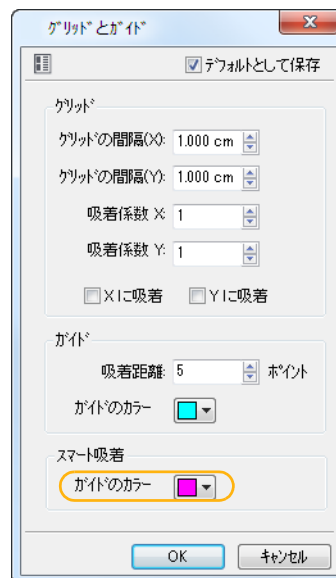 グリッドとガイド
デフォルトとして保存
グリッド
グリッドの間隔(X): 1.000 cm
グリッドの間隔(Y): 1.000 cm
吸着係数 X: 1
吸着係数 Y: 1
Xに吸着 Yに吸着
ガイド
吸着距離: 5 ポイント
ガイドのカラー
スマート吸着
ガイドのカラー
OK キャンセル